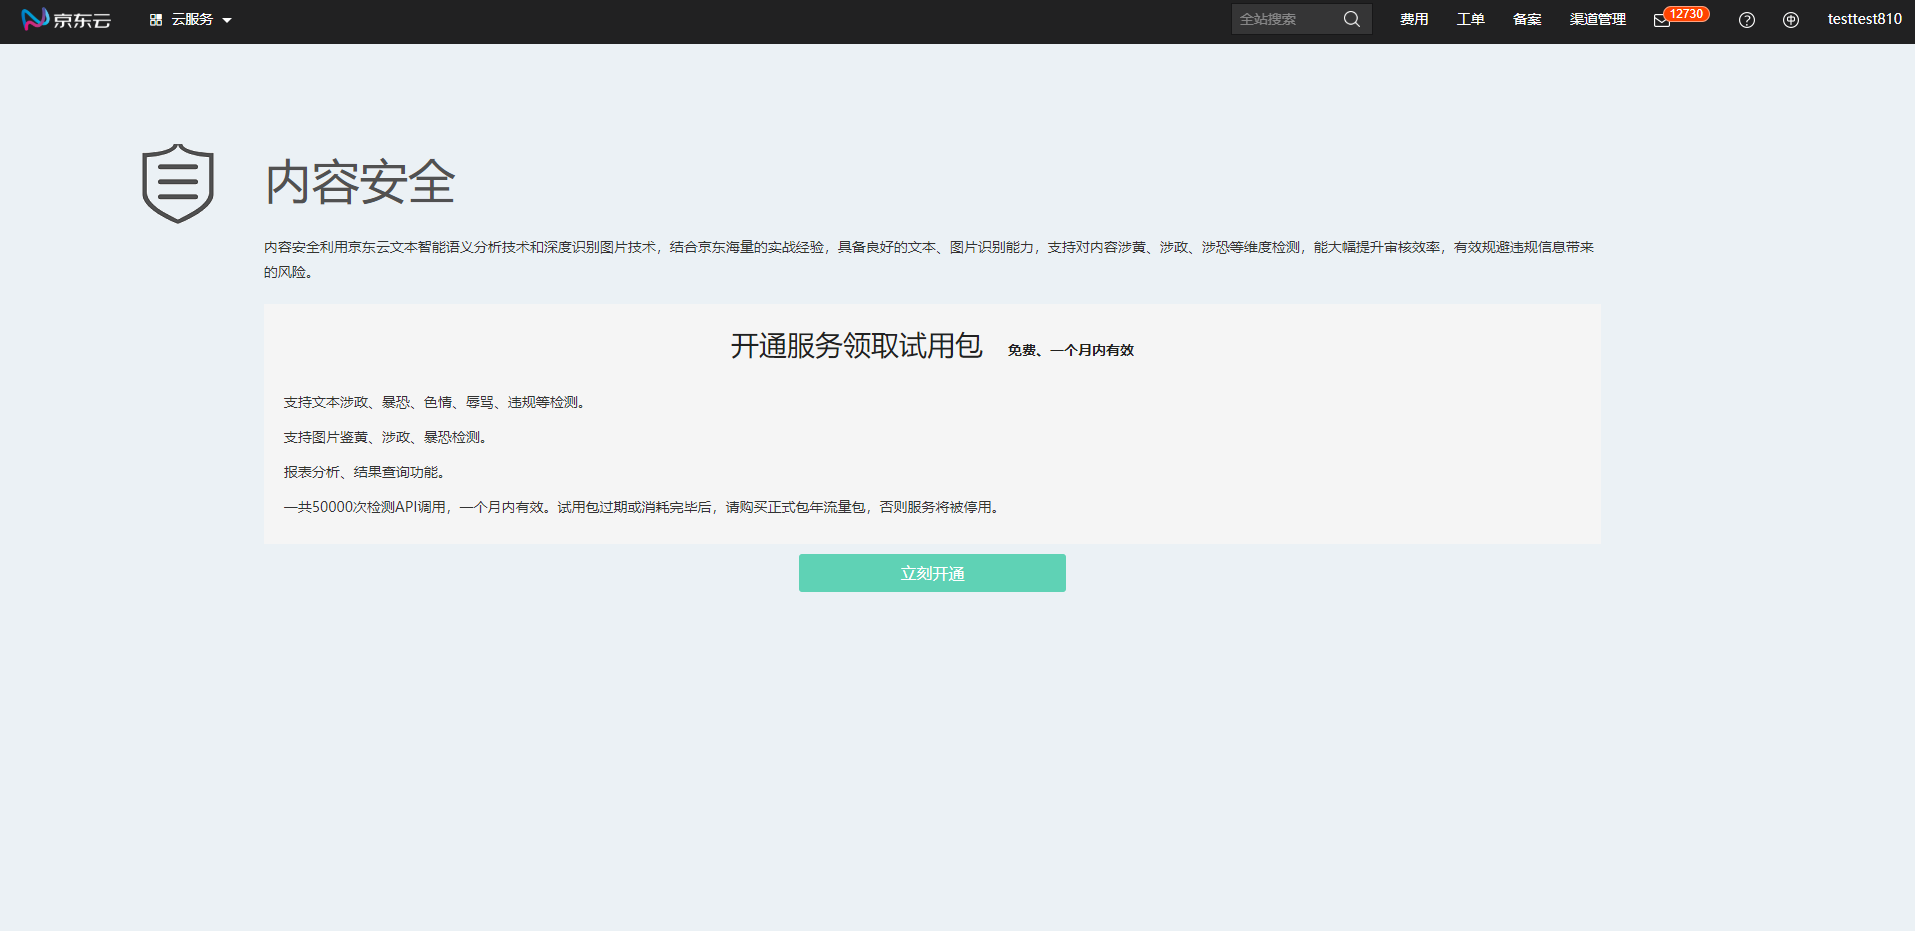 京东云
云服务
全站搜索
费用
工单
备案
渠道管理
12730
testtest810
内容安全
内容安全利用京东云文本智能语义分析技术和深度识别图片技术，结合京东海量的实战经验，具备良好的文本、图片识别能力，支持对内容涉黄、涉政、涉恐等维度检测，能大幅提升审核效率，有效规避违规信息带来
的风险。
开通服务领取试用包 免费、一个月内有效
支持文本涉政、暴恐、色情、辱骂、违规等检测。
支持图片鉴黄、涉政、暴恐检测。
报表分析、结果查询功能。
一共50000次检测API调用，一个月内有效。试用包过期或消耗完毕后，请购买正式包年流量包，否则服务将被停用。
立刻开通